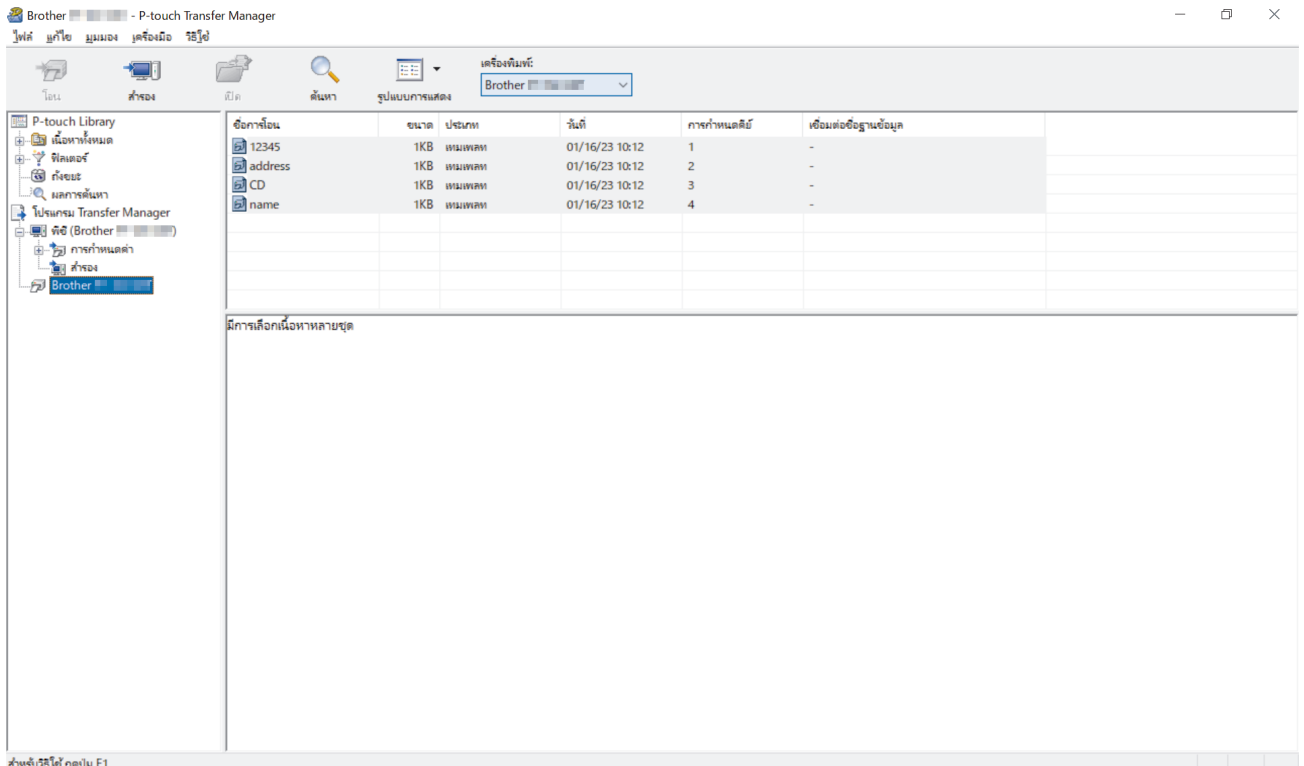 Brother - P-touch Transfer Manager
ไฟล์ แก้ไข มุมมอง เครื่องมือ วิธีใช้
โอน สำรอง เปิด ค้นหา รูปแบบการแสดง
เครื่องพิมพ์:
Brother
P-touch Library
เนื้อหาทั้งหมด
ฟิลเตอร์
ถังขยะ
ผลการค้นหา
โปรแกรม Transfer Manager
พีซี (Brother )
การกำหนดค่า
สำรอง
Brother
ชื่อการโอน ขนาด ประเภท วันที่ การกำหนดคีย์ เชื่อมต่อชื่อฐานข้อมูล
12345 1KB เทมเพลท 01/16/23 10:12 1 -
address 1KB เทมเพลท 01/16/23 10:12 2 -
CD 1KB เทมเพลท 01/16/23 10:12 3 -
name 1KB เทมเพลท 01/16/23 10:12 4 -
มีการเลือกเนื้อหาหลายชุด
สำหรับวิธีใช้ กดปุ่ม F1